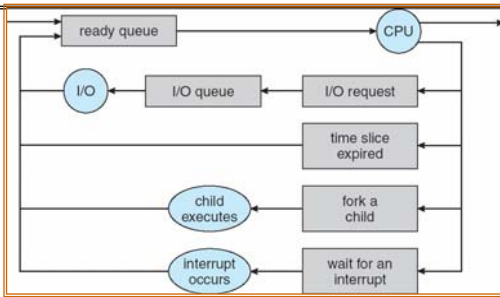 ready queue
CPU
I/O
I/O queue
I/O request
time slice
expired
child
executes
fork a
child
interrupt
occurs
wait for an
interrupt